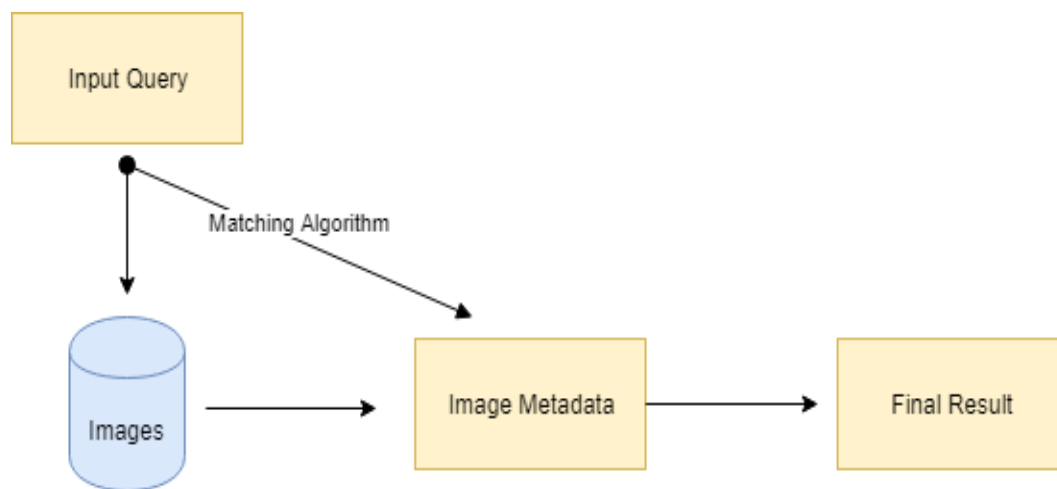 Input Query
Matching Algorithm
Images
Image Metadata
Final Result